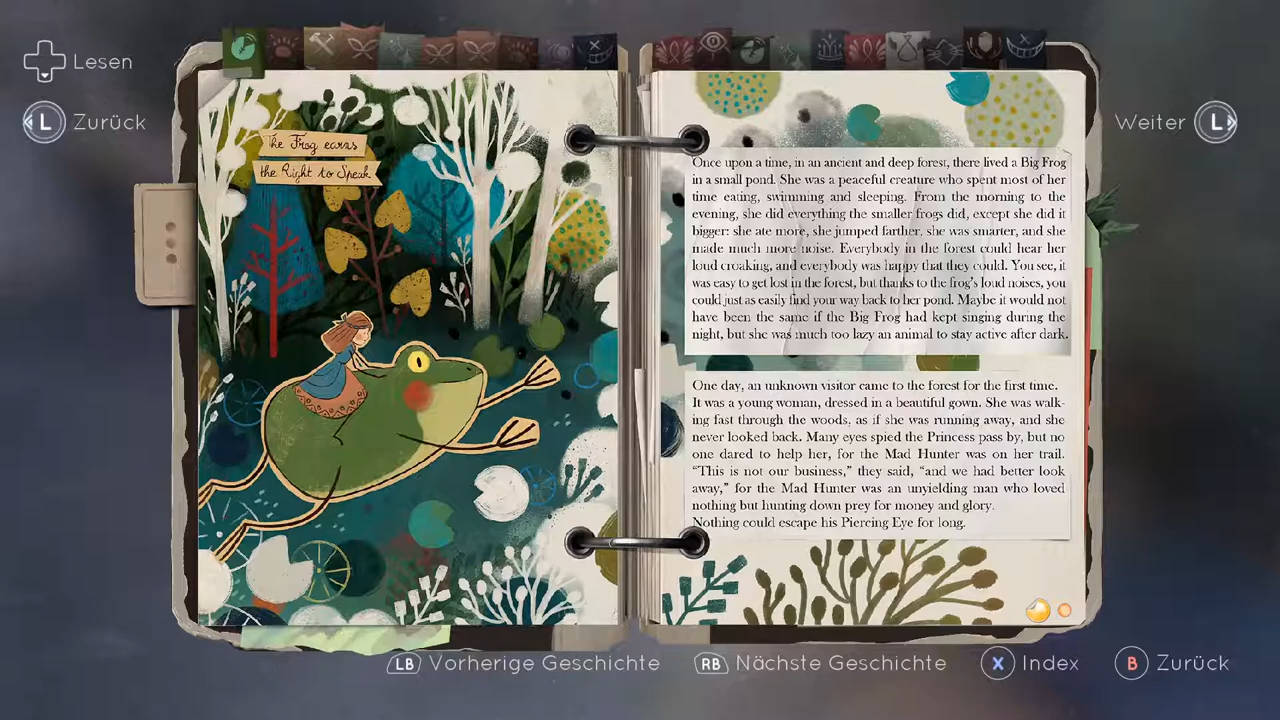 Lesen
L Zurück
Weiter L
The Frog earns
the Right to Speak
Once upon a time, in an ancient and deep forest, there lived a Big Frog
in a small pond. She was a peaceful creature who spent most of her
time eating, swimming and sleeping. From the morning to the
evening, she did everything the smaller frogs did, except she did it
bigger: she ate more, she jumped farther, she was smarter, and she
made much more noise. Everybody in the forest could hear her
loud croaking, and everybody was happy that they could. You see, it
was easy to get lost in the forest, but thanks to the frog's loud noises, you
could just as easily find your way back to her pond. Maybe it would not
have been the same if the Big Frog had kept singing during the
night, but she was much too lazy an animal to stay active after dark.
One day, an unknown visitor came to the forest for the first time.
It was a young woman, dressed in a beautiful gown. She was walk-
ing fast through the woods, as if she was running away, and she
never looked back. Many eyes spied the Princess pass by, but no
one dared to help her, for the Mad Hunter was on her trail.
“This is not our business,” they said, “and we had better look
away,” for the Mad Hunter was an unyielding man who loved
nothing but hunting down prey for money and glory.
Nothing could escape his Piercing Eye for long.
LB Vorherige Geschichte RB Nächste Geschichte X Index B Zurück